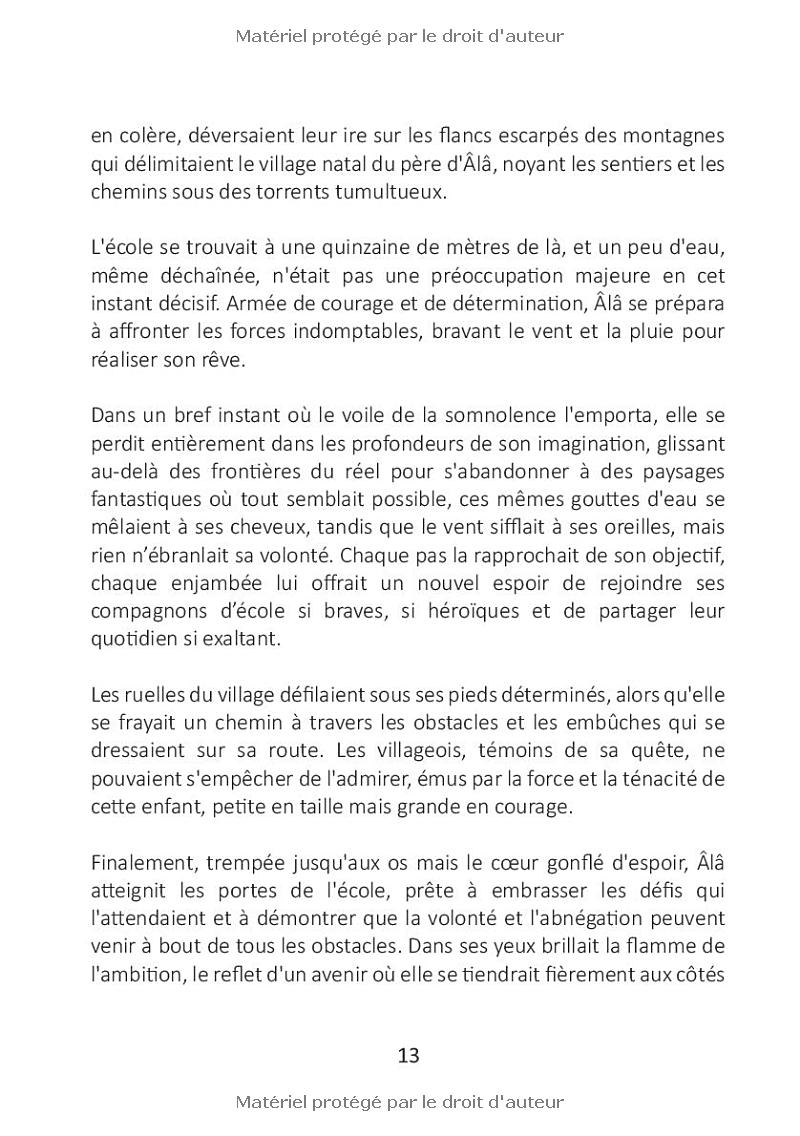 Matériel protégé par le droit d'auteur
en colère, déversaient leur ire sur les flancs escarpés des montagnes
qui délimitaient le village natal du père d'Âlâ, noyant les sentiers et les
chemins sous des torrents tumultueux.
L'école se trouvait à une quinzaine de mètres de là, et un peu d'eau,
même déchaînée, n'était pas une préoccupation majeure en cet
instant décisif. Armée de courage et de détermination, Âlâ se prépara
à affronter les forces indomptables, bravant le vent et la pluie pour
réaliser son rêve.
Dans un bref instant où le voile de la somnolence l'emporta, elle se
perdit entièrement dans les profondeurs de son imagination, glissant
au-delà des frontières du réel pour s'abandonner à des paysages
fantastiques où tout semblait possible, ces mêmes gouttes d'eau se
mêlaient à ses cheveux, tandis que le vent sifflait à ses oreilles, mais
rien n’ébranlait sa volonté. Chaque pas la rapprochait de son objectif,
chaque enjambée lui offrait un nouvel espoir de rejoindre ses
compagnons d’école si braves, si héroïques et de partager leur
quotidien si exaltant.
Les ruelles du village défilaient sous ses pieds déterminés, alors qu'elle
se frayait un chemin à travers les obstacles et les embûches qui se
dressaient sur sa route. Les villageois, témoins de sa quête, ne
pouvaient s'empêcher de l'admirer, émus par la force et la ténacité de
cette enfant, petite en taille mais grande en courage.
Finalement, trempée jusqu'aux os mais le cœur gonflé d'espoir, Âlâ
atteignit les portes de l'école, prête à embrasser les défis qui
l'attendaient et à démontrer que la volonté et l'abnégation peuvent
venir à bout de tous les obstacles. Dans ses yeux brillait la flamme de
l'ambition, le reflet d'un avenir où elle se tiendrait fièrement aux côtés
13
Matériel protégé par le droit d'auteur